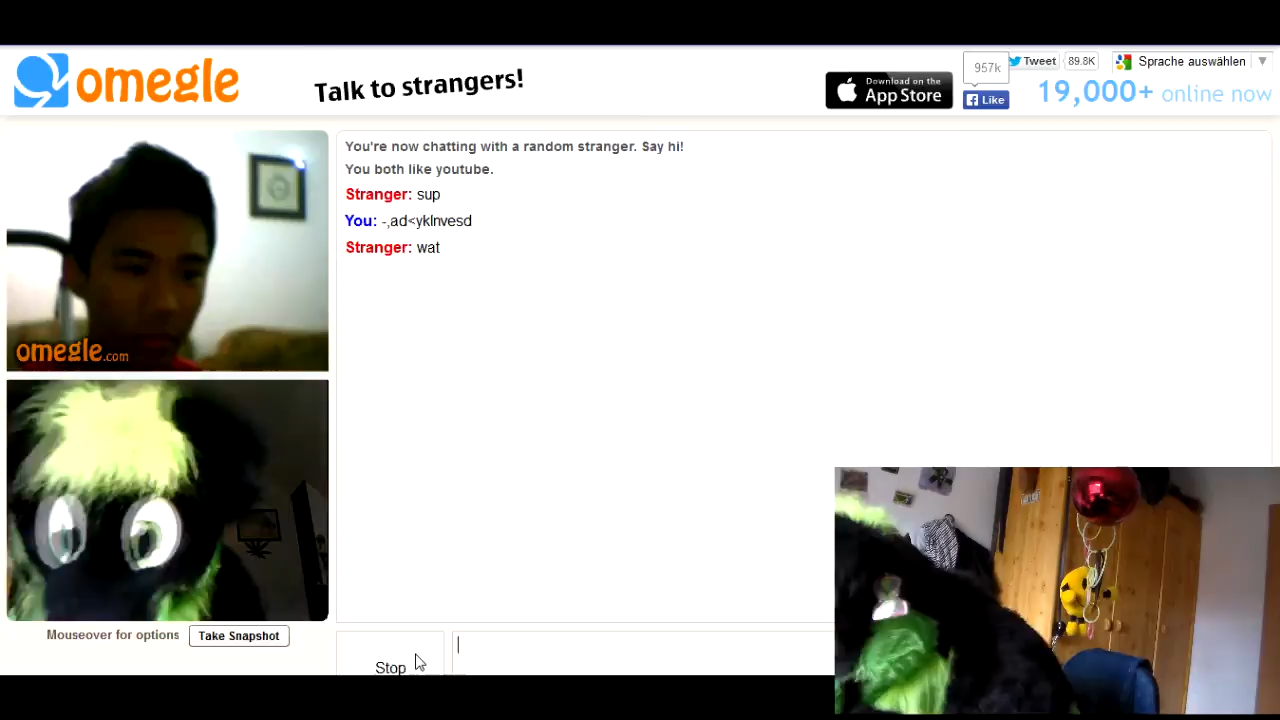 omegle
Talk to strangers!
Download on the
App Store
957k
Like
Tweet
89.8K
Sprache auswählen
19,000+ online now
You're now chatting with a random stranger. Say hi!
You both like youtube.
Stranger: sup
You: -,ad<yklnvesd
Stranger: wat
omegle.com
Mouseover for options
Take Snapshot
Stop